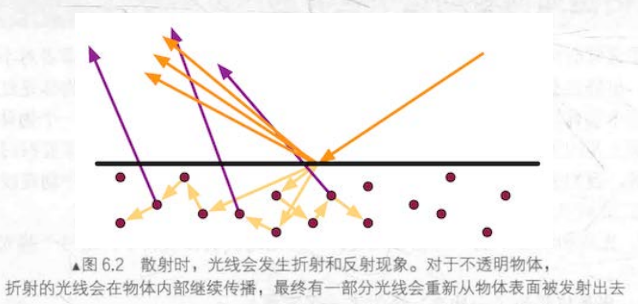 ▲图 6.2 散射时，光线会发生折射和反射现象。对于不透明物体，
折射的光线会在物体内部继续传播，最终有一部分光线会重新从物体表面被发射出去